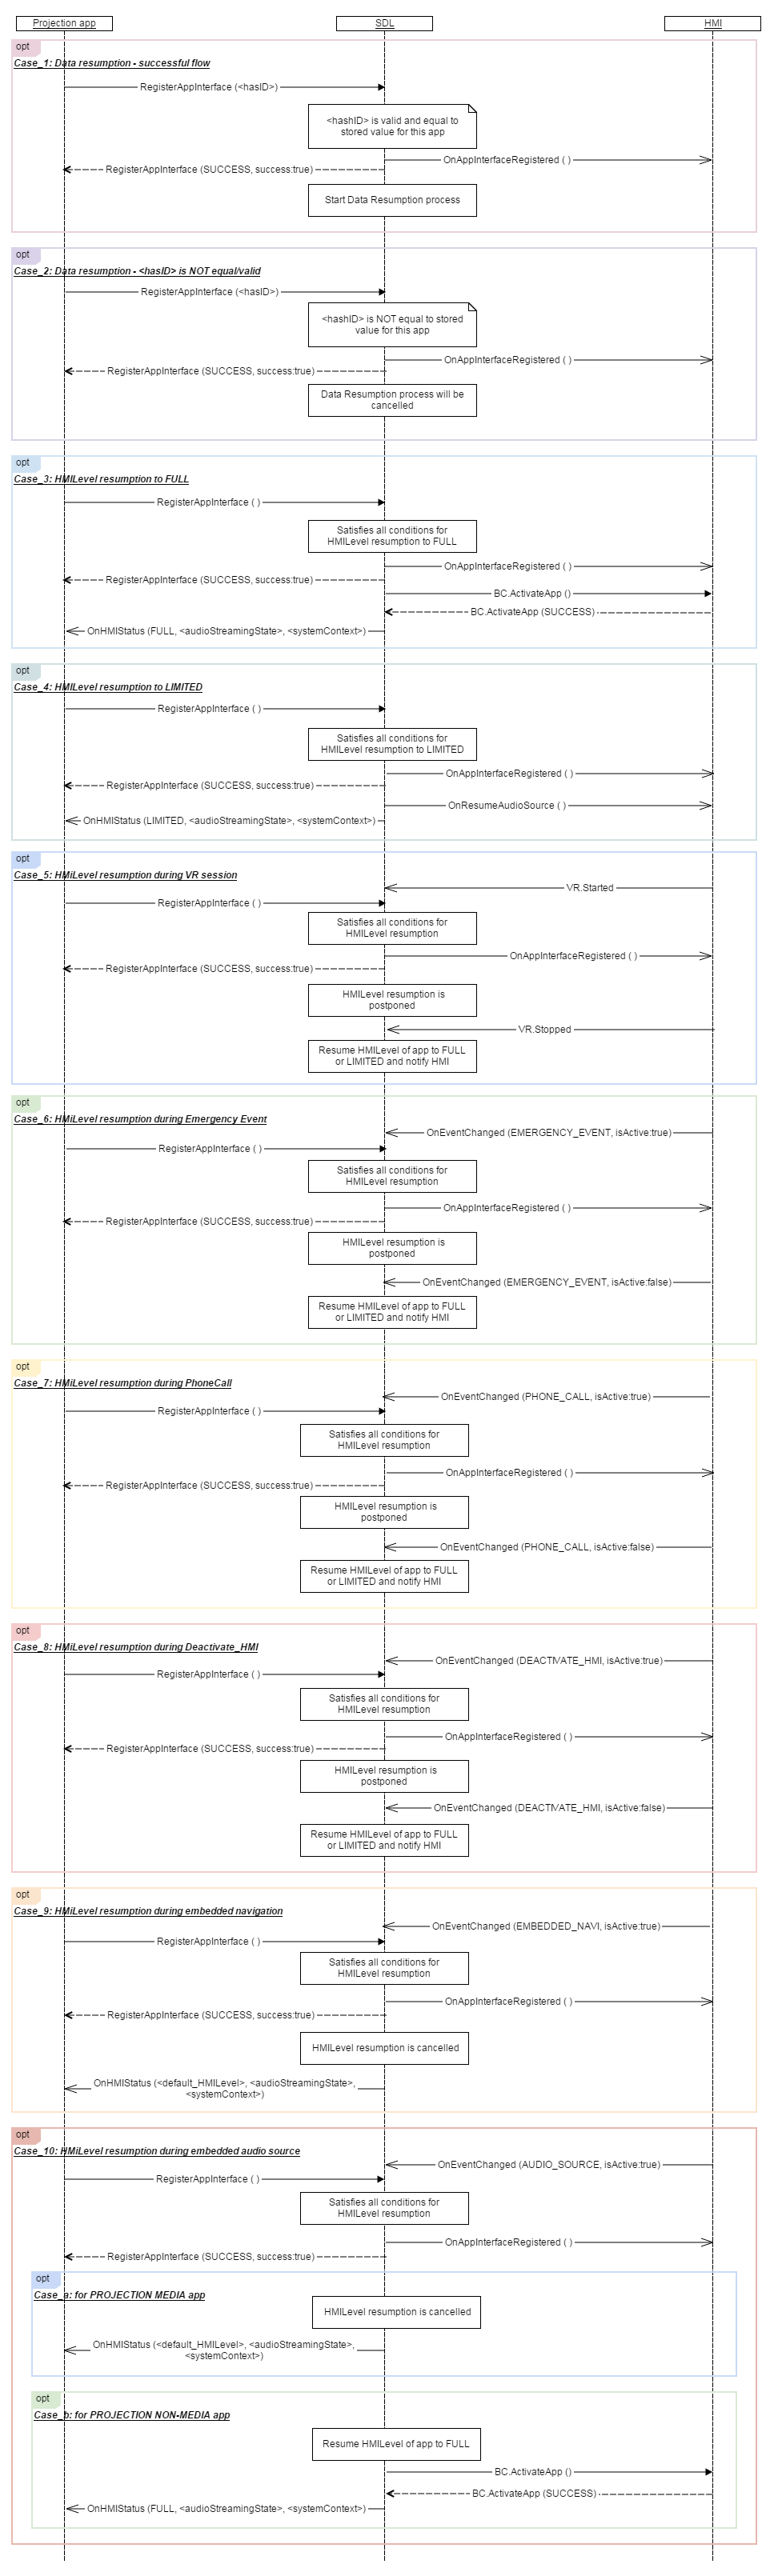 Projection app
SDL
HMI
opt
Case_1: Data resumption - successful flow
RegisterAppInterface (<hasID>)
<hashID> is valid and equal to
stored value for this app
OnAppInterfaceRegistered ( )
RegisterAppInterface (SUCCESS, success:true)
Start Data Resumption process
opt
Case_2: Data resumption - <hasID> is NOT equal/valid
RegisterAppInterface (<hasID>)
<hashID> is NOT equal to stored
value for this app
OnAppInterfaceRegistered ( )
RegisterAppInterface (SUCCESS, success:true)
Data Resumption process will be
cancelled
opt
Case_3: HMILevel resumption to FULL
RegisterAppInterface ( )
Satisfies all conditions for
HMILevel resumption to FULL
OnAppInterfaceRegistered ( )
RegisterAppInterface (SUCCESS, success:true)
BC.ActivateApp ()
BC.ActivateApp (SUCCESS)
OnHMIStatus (FULL, <audioStreamingState>, <systemContext>)
opt
Case_4: HMILevel resumption to LIMITED
RegisterAppInterface ( )
Satisfies all conditions for
HMILevel resumption to LIMITED
OnAppInterfaceRegistered ( )
RegisterAppInterface (SUCCESS, success:true)
OnResumeAudioSource ( )
OnHMIStatus (LIMITED, <audioStreamingState>, <systemContext>)
opt
Case_5: HMiLevel resumption during VR session
VR.Started
RegisterAppInterface ( )
Satisfies all conditions for
HMILevel resumption
OnAppInterfaceRegistered ( )
RegisterAppInterface (SUCCESS, success:true)
HMILevel resumption is
postponed
VR.Stopped
Resume HMILevel of app to FULL
or LIMITED and notify HMI
opt
Case_6: HMiLevel resumption during Emergency Event
OnEventChanged (EMERGENCY_EVENT, isActive:true)
RegisterAppInterface ( )
Satisfies all conditions for
HMILevel resumption
OnAppInterfaceRegistered ( )
RegisterAppInterface (SUCCESS, success:true)
HMILevel resumption is
postponed
OnEventChanged (EMERGENCY_EVENT, isActive:false)
Resume HMILevel of app to FULL
or LIMITED and notify HMI
opt
Case_7: HMiLevel resumption during PhoneCall
OnEventChanged (PHONE_CALL, isActive:true)
RegisterAppInterface ( )
Satisfies all conditions for
HMILevel resumption
OnAppInterfaceRegistered ( )
RegisterAppInterface (SUCCESS, success:true)
HMILevel resumption is
postponed
OnEventChanged (PHONE_CALL, isActive:false)
Resume HMILevel of app to FULL
or LIMITED and notify HMI
opt
Case_8: HMiLevel resumption during Deactivate_HMI
OnEventChanged (DEACTIVATE_HMI, isActive:true)
RegisterAppInterface ( )
Satisfies all conditions for
HMILevel resumption
OnAppInterfaceRegistered ( )
RegisterAppInterface (SUCCESS, success:true)
HMILevel resumption is
postponed
OnEventChanged (DEACTIVATE_HMI, isActive:false)
Resume HMILevel of app to FULL
or LIMITED and notify HMI
opt
Case_9: HMiLevel resumption during embedded navigation
OnEventChanged (EMBEDDED_NAVI, isActive:true)
RegisterAppInterface ( )
Satisfies all conditions for
HMILevel resumption
OnAppInterfaceRegistered ( )
RegisterAppInterface (SUCCESS, success:true)
HMILevel resumption is cancelled
OnHMIStatus (<default_HMILevel>, <audioStreamingState>,
<systemContext>)
opt
Case_10: HMiLevel resumption during embedded audio source
OnEventChanged (AUDIO_SOURCE, isActive:true)
RegisterAppInterface ( )
Satisfies all conditions for
HMILevel resumption
OnAppInterfaceRegistered ( )
RegisterAppInterface (SUCCESS, success:true)
opt
Case_a: for PROJECTION MEDIA app
HMILevel resumption is cancelled
OnHMIStatus (<default_HMILevel>, <audioStreamingState>,
<systemContext>)
opt
Case_b: for PROJECTION NON-MEDIA app
Resume HMILevel of app to FULL
BC.ActivateApp ()
BC.ActivateApp (SUCCESS)
OnHMIStatus (FULL, <audioStreamingState>, <systemContext>)